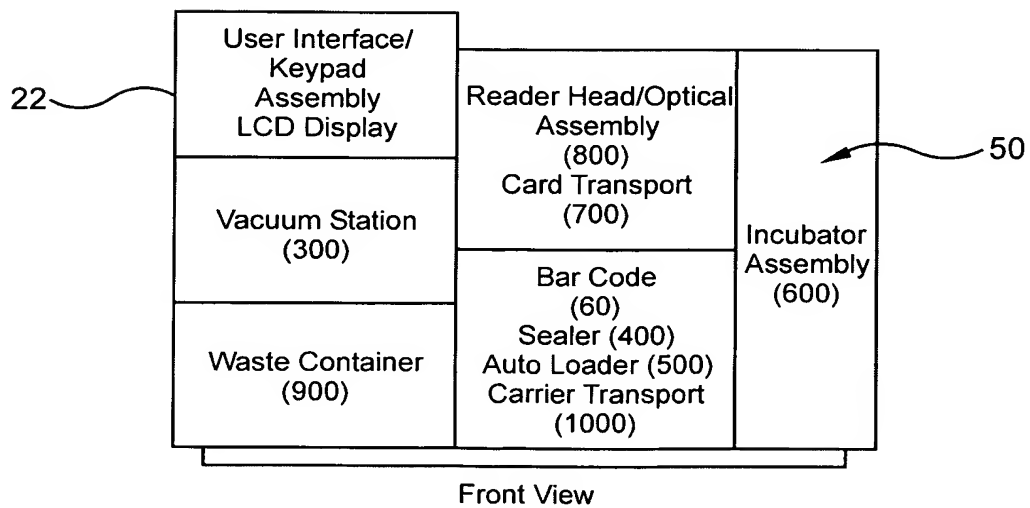 User Interface/
Keypad
Assembly
LCD Display
22
Vacuum Station
(300)
Waste Container
(900)
Reader Head/Optical
Assembly
(800)
Card Transport
(700)
Bar Code
(60)
Sealer (400)
Auto Loader (500)
Carrier Transport
(1000)
50
Incubator
Assembly
(600)
Front View